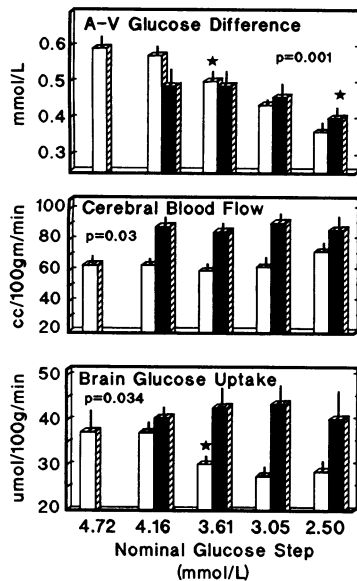 A-V Glucose Difference
0.6
p=0.001
mmol/L
0.5
0.4
0.3
100
Cerebral Blood Flow
80
p=0.03
cc/100gm/min
60
40
20
50
Brain Glucose Uptake
p=0.034
40
umol/100g/min
30
20
4.72 4.16 3.61 3.05 2.50
Nominal Glucose Step
(mmol/L)